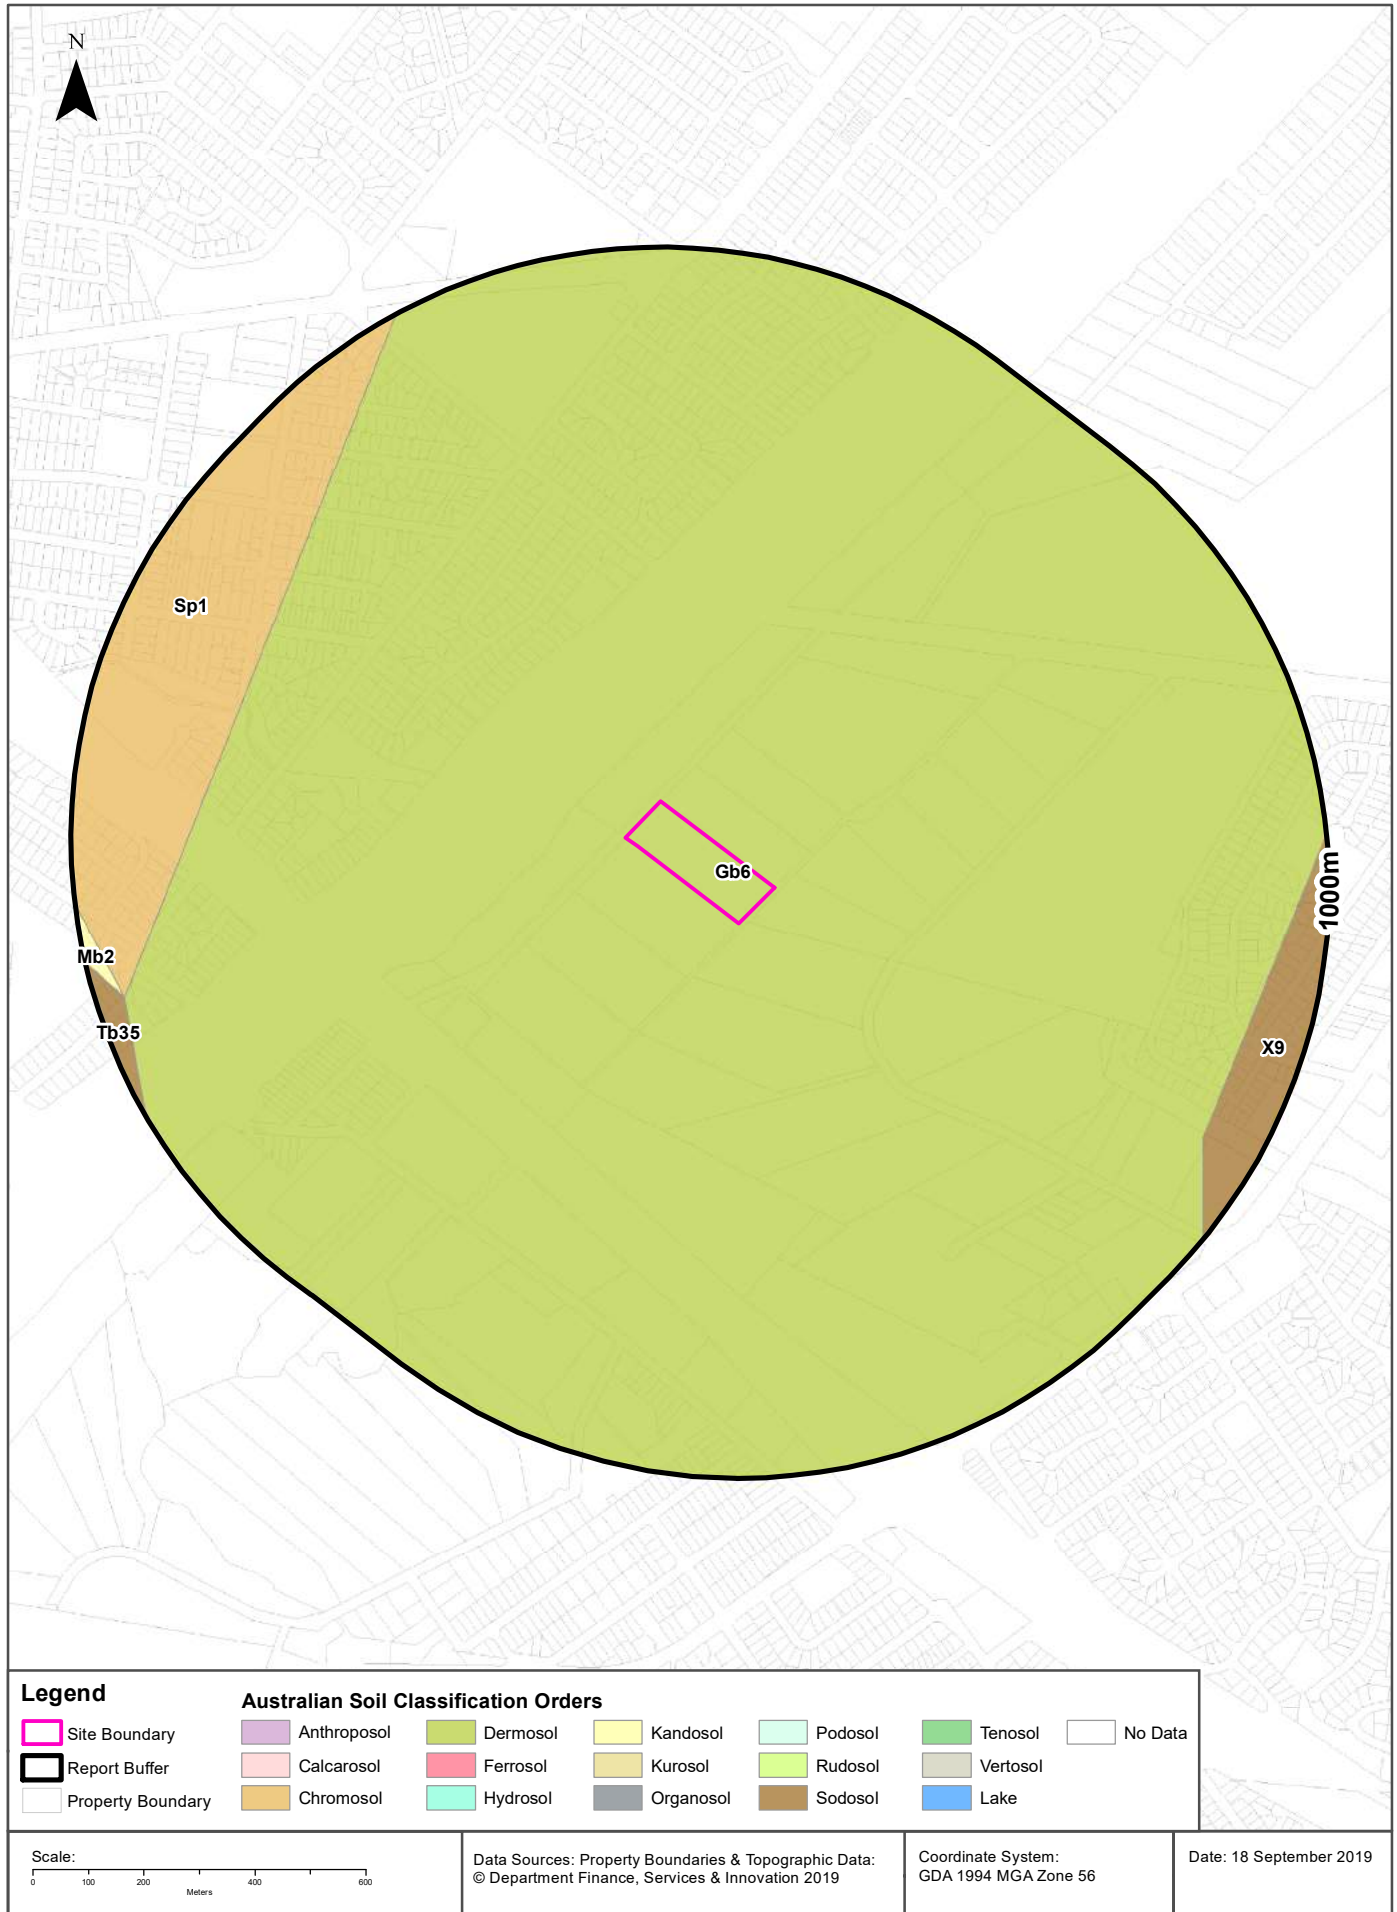 N
Sp1
Gb6
1000m
Mb2
Tb35
X9
Legend
Site Boundary
Report Buffer
Property Boundary
Australian Soil Classification Orders
Anthroposol
Calcarosol
Chromosol
Dermosol
Ferrosol
Hydrosol
Kandosol
Kurosol
Organosol
Podosol
Rudosol
Sodosol
Tenosol
Vertosol
Lake
No Data
Scale:
0 100 200 400 600
Meters
Data Sources: Property Boundaries & Topographic Data:
© Department Finance, Services & Innovation 2019
Coordinate System:
GDA 1994 MGA Zone 56
Date: 18 September 2019